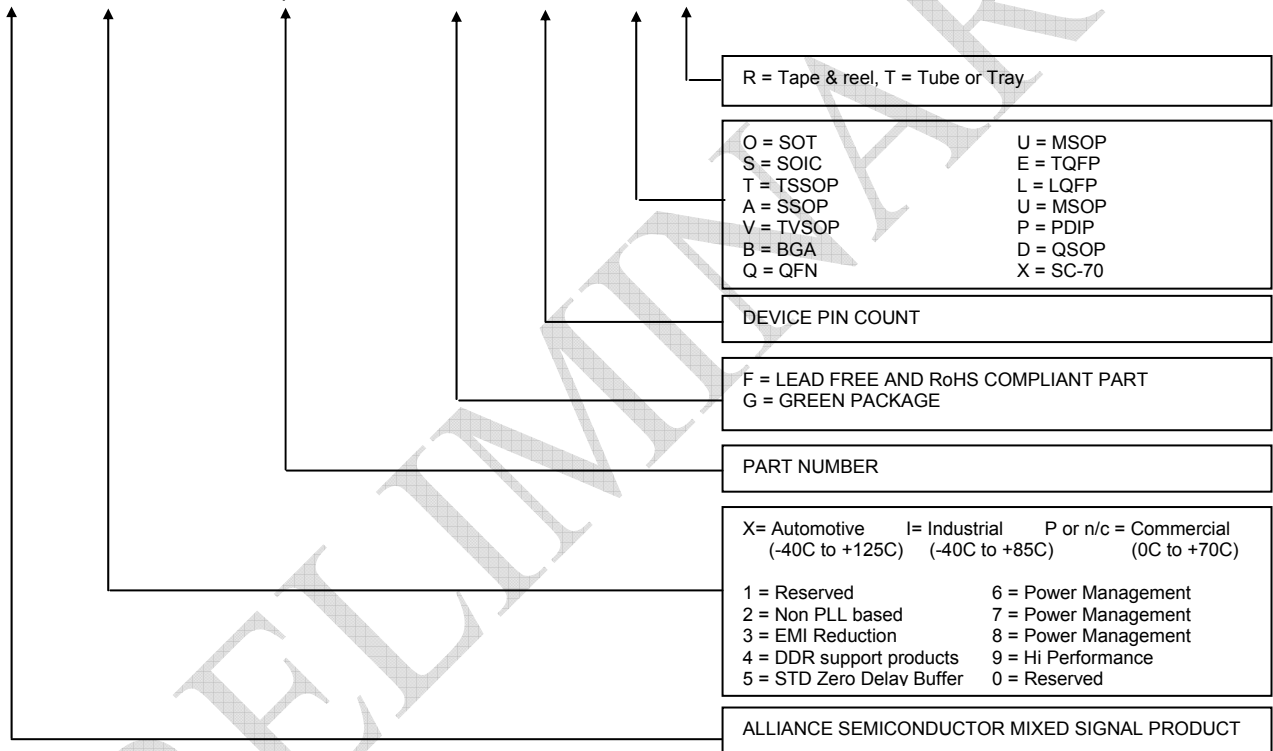 R = Tape & reel, T = Tube or Tray
O = SOT U = MSOP
S = SOIC E = TQFP
T = TSSOP L = LQFP
A = SSOP U = MSOP
V = TVSOP P = PDIP
B = BGA D = QSOP
Q = QFN X = SC-70
DEVICE PIN COUNT
F = LEAD FREE AND RoHS COMPLIANT PART
G = GREEN PACKAGE
PART NUMBER
X= Automotive I= Industrial P or n/c = Commercial
(-40C to +125C) (-40C to +85C) (0C to +70C)
1 = Reserved 6 = Power Management
2 = Non PLL based 7 = Power Management
3 = EMI Reduction 8 = Power Management
4 = DDR support products 9 = Hi Performance
5 = STD Zero Delay Buffer 0 = Reserved
ALLIANCE SEMICONDUCTOR MIXED SIGNAL PRODUCT